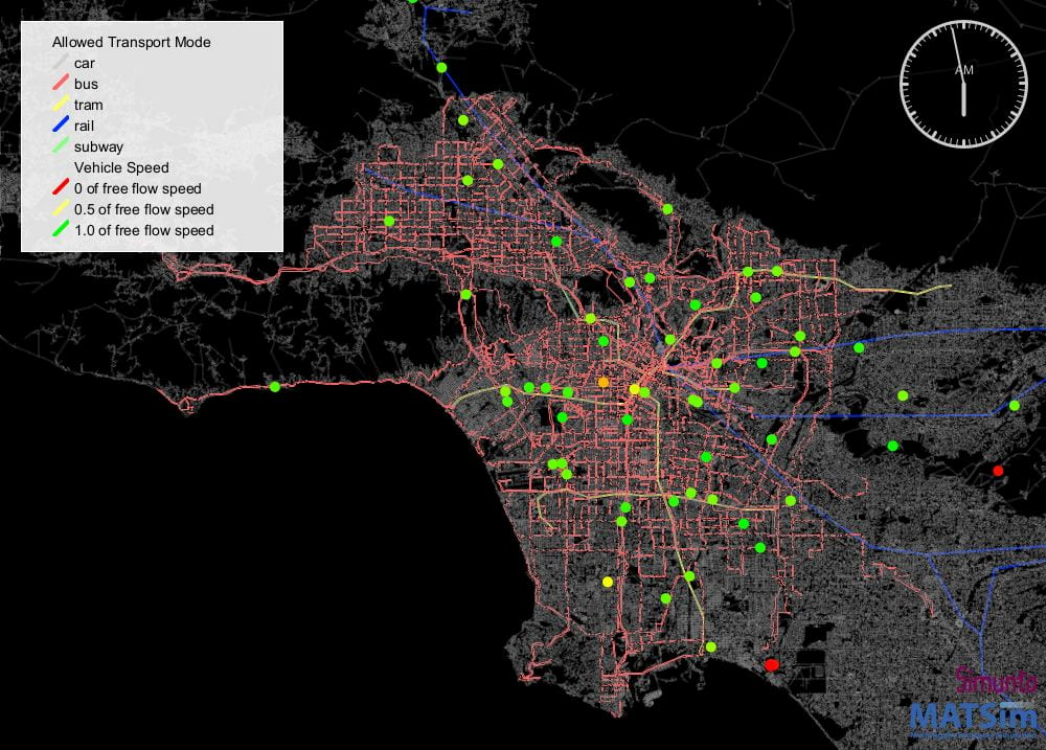 Allowed Transport Mode
car
bus
tram
rail
subway
Vehicle Speed
0 of free flow speed
0.5 of free flow speed
1.0 of free flow speed
AM
Simunto
MATSim